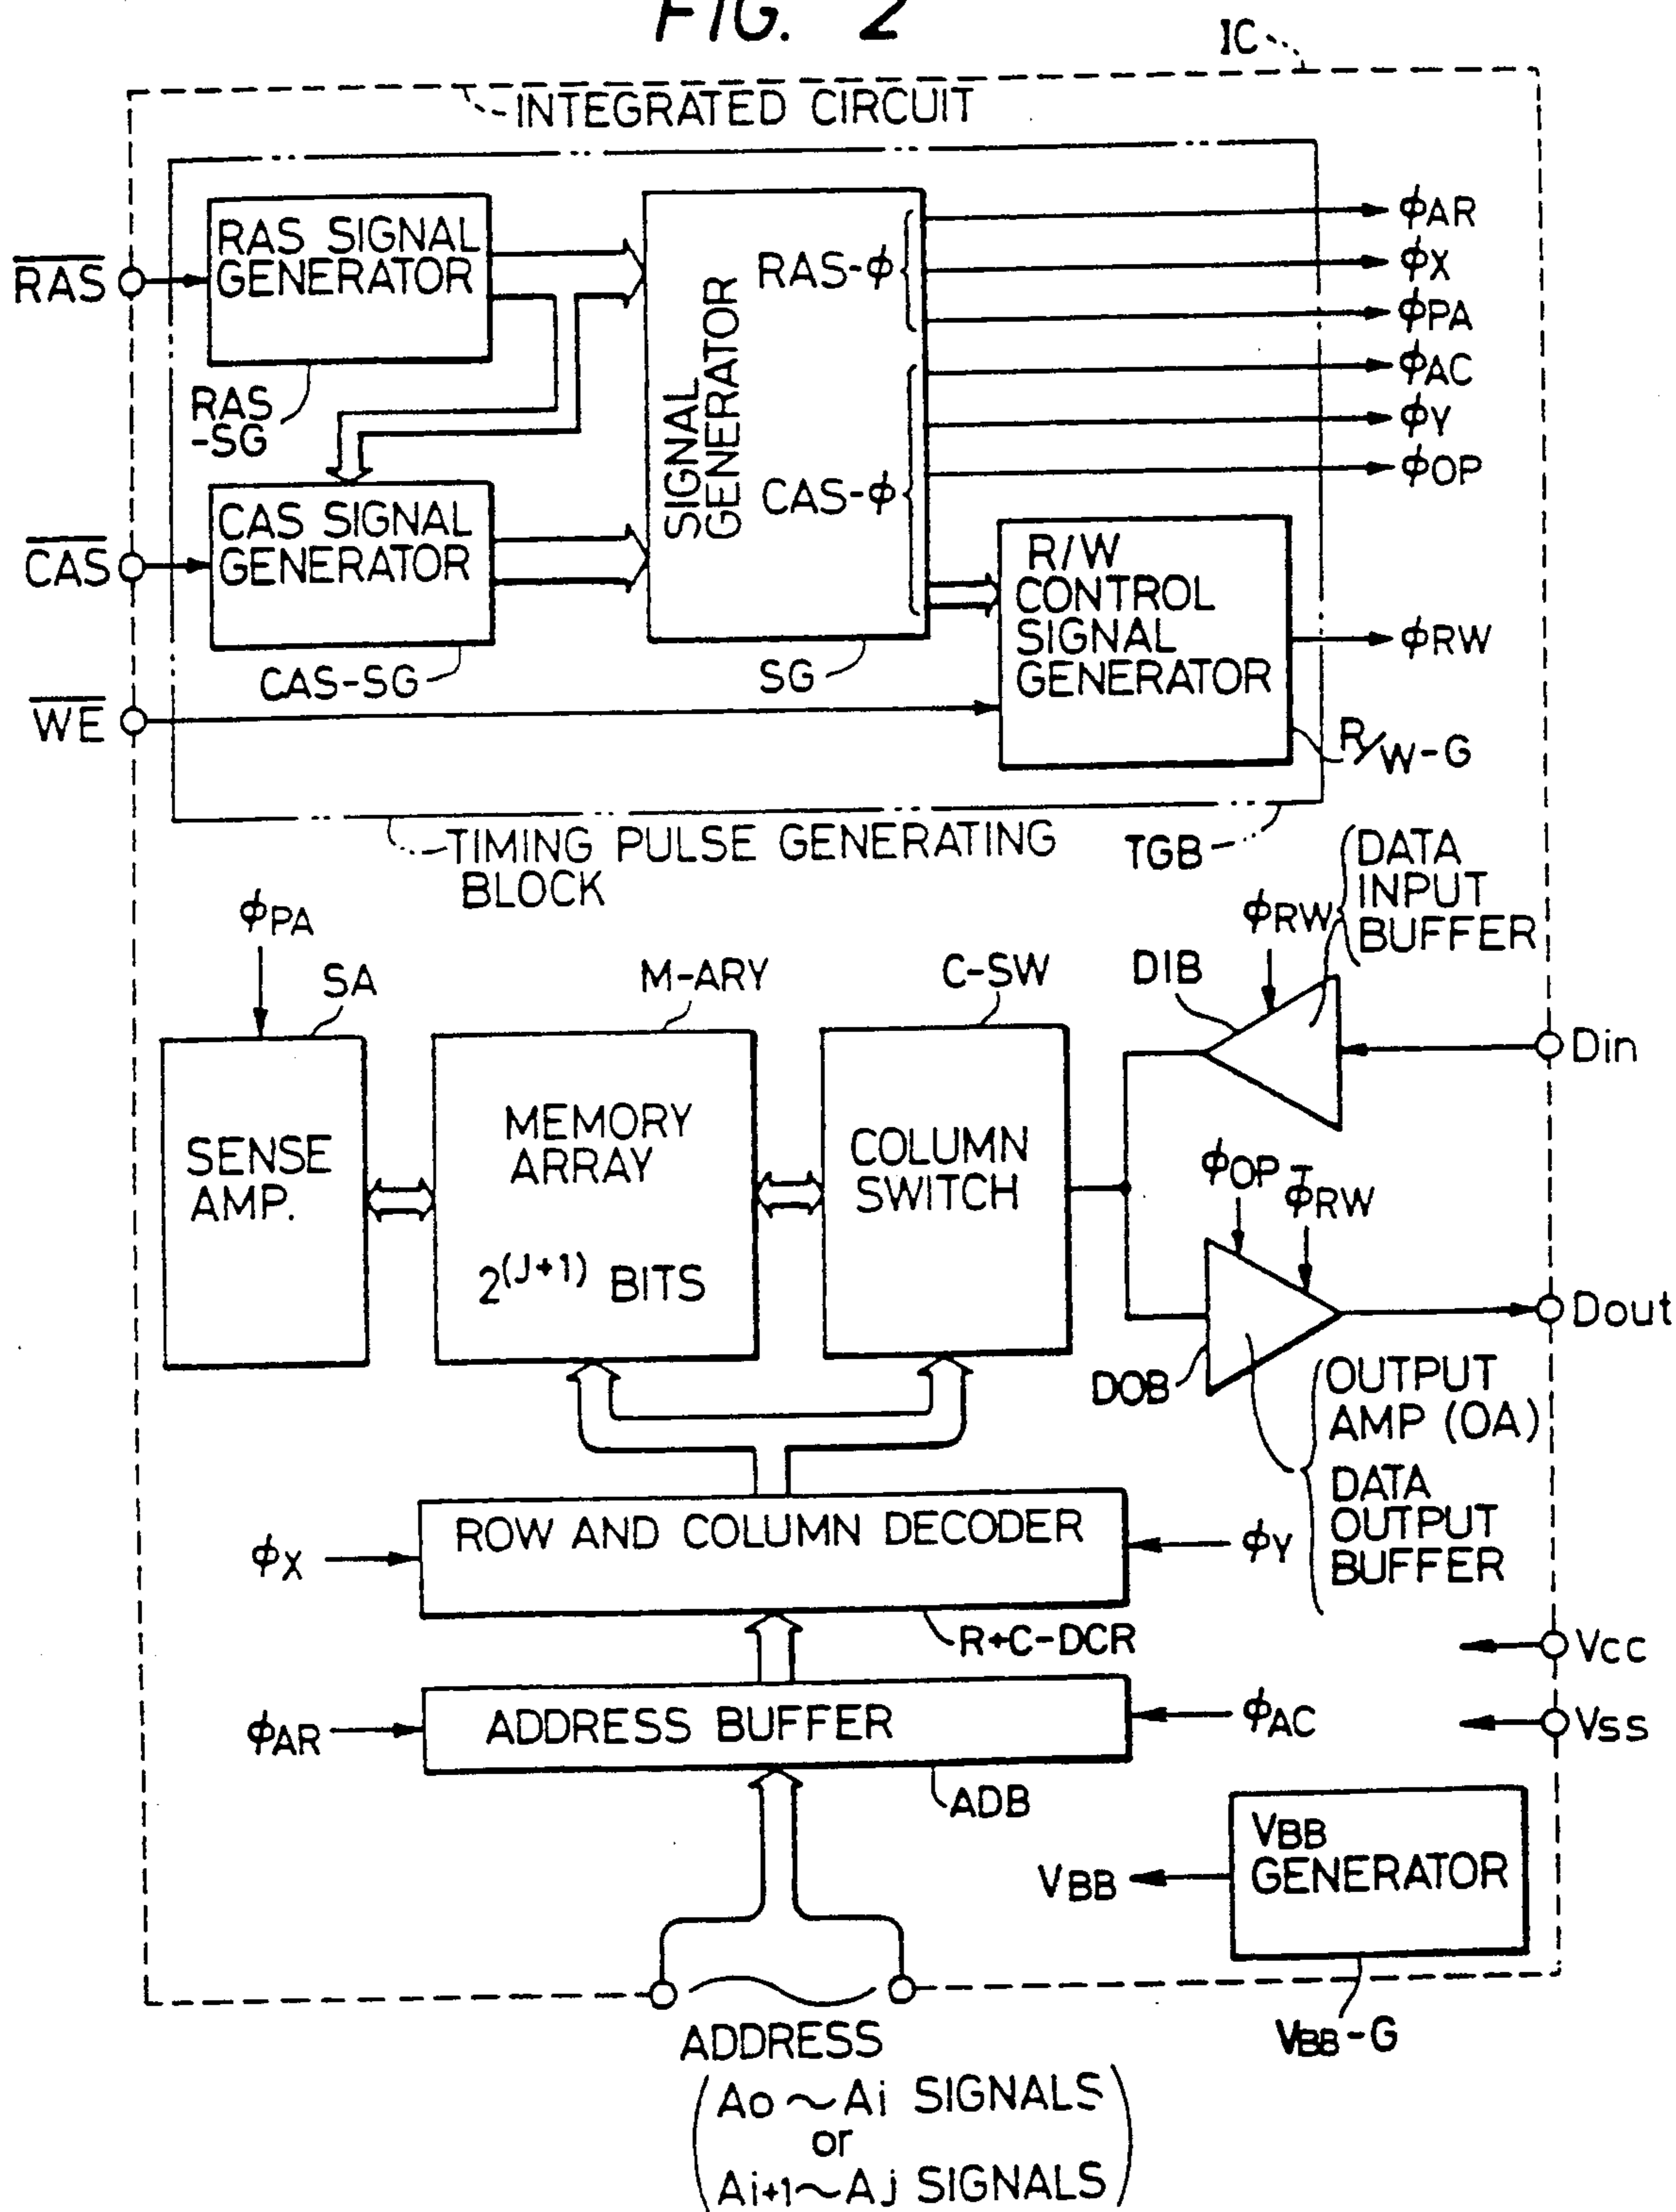 FIG. 2
IC
INTEGRATED CIRCUIT
RAS SIGNAL
GENERATOR
R̅A̅S̅
RAS
-SG
CAS SIGNAL
GENERATOR
C̅A̅S̅
CAS-SG
W̅E̅
SIGNAL
GENERATOR
RAS-ϕ
CAS-ϕ
SG
ϕAR
ϕX
ϕPA
ϕAC
ϕY
ϕOP
R/W
CONTROL
SIGNAL
GENERATOR
ϕRW
R/W-G
TIMING PULSE GENERATING
BLOCK
TGB
ϕPA
SA
M-ARY
C-SW
DIB
ϕRW
DATA
INPUT
BUFFER
Din
SENSE
AMP.
MEMORY
ARRAY
2(J+1) BITS
COLUMN
SWITCH
ϕOP
ϕ̅RW
Dout
DOB
OUTPUT
AMP (OA)
DATA
OUTPUT
BUFFER
ROW AND COLUMN DECODER
ϕX
ϕY
R+C-DCR
Vcc
Vss
ADDRESS BUFFER
ϕAR
ϕAC
ADB
VBB
VBB
GENERATOR
VBB-G
ADDRESS
(Ao ~ Ai SIGNALS
or
Ai+1 ~ Aj SIGNALS)